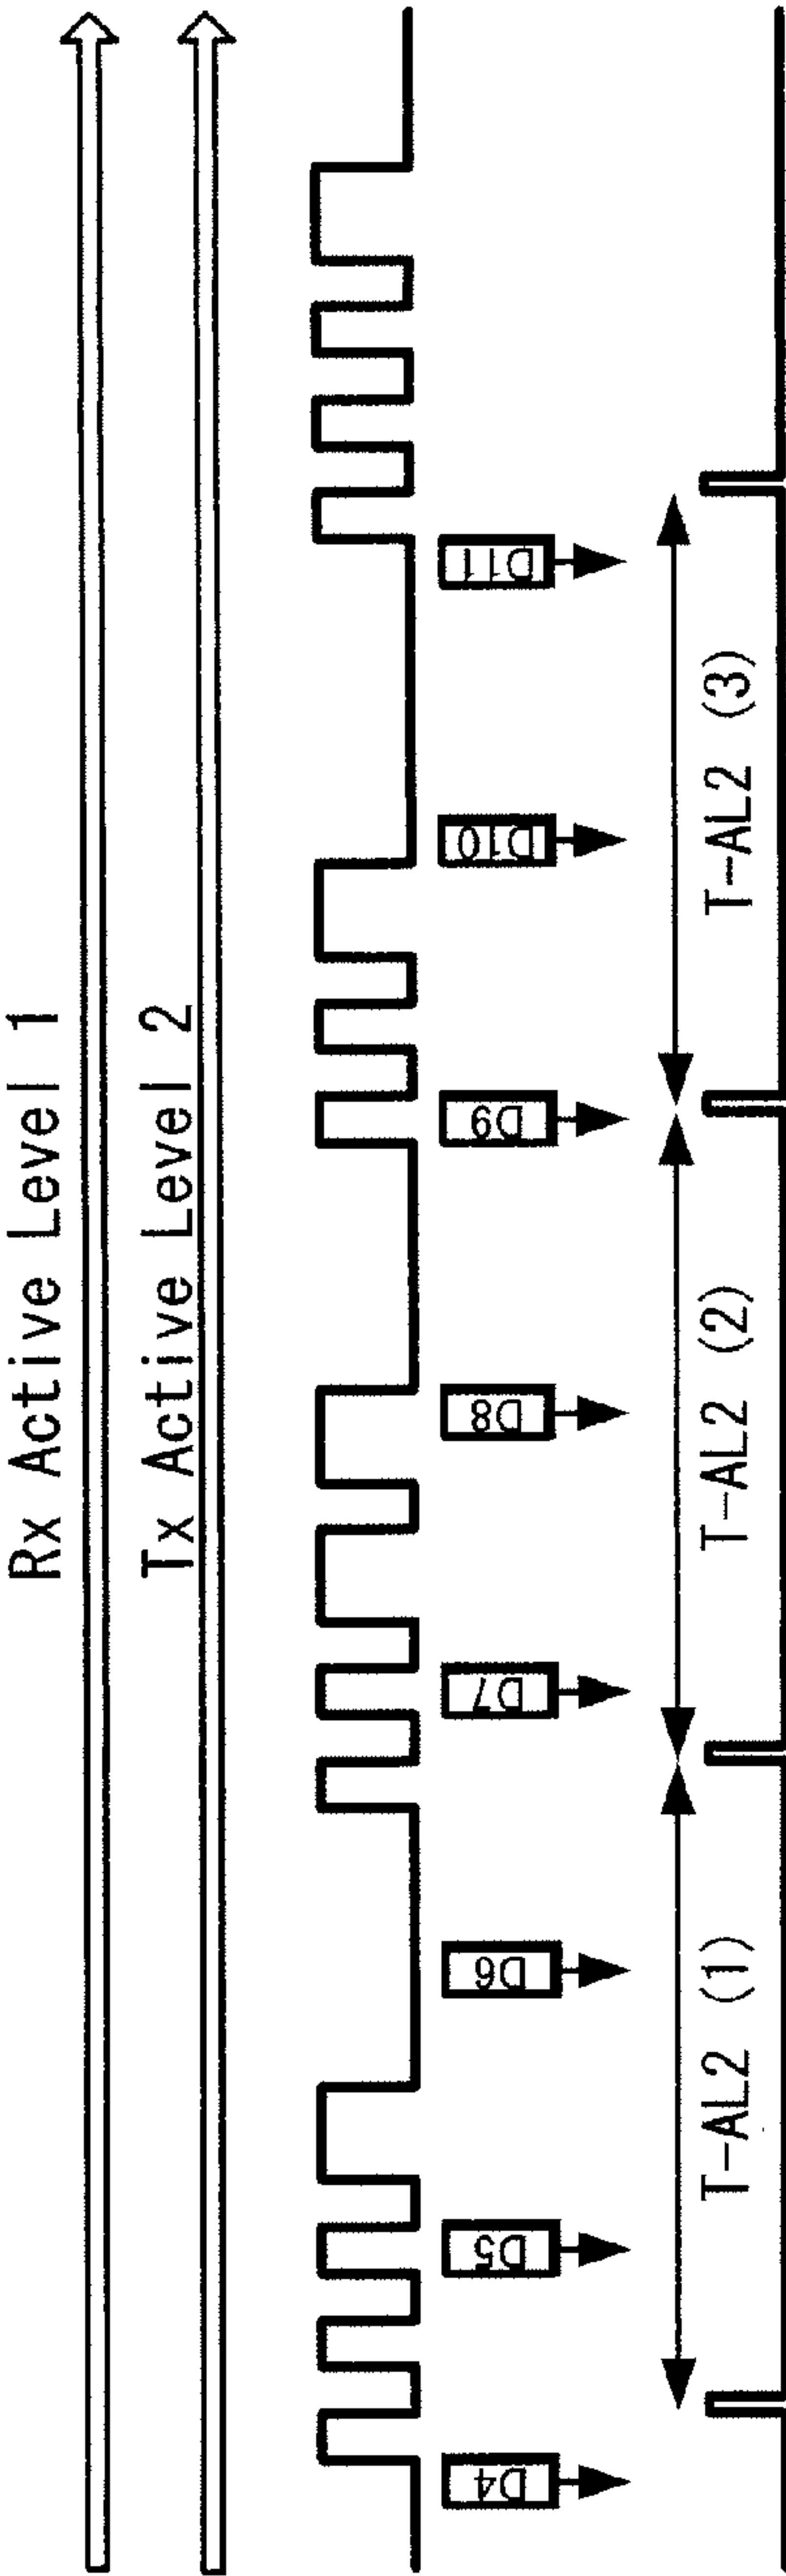 Rx Active Level 1
Tx Active Level 2
D4
D5
D6
D7
D8
D9
D10
D11
T-AL2 (1)
T-AL2 (2)
T-AL2 (3)